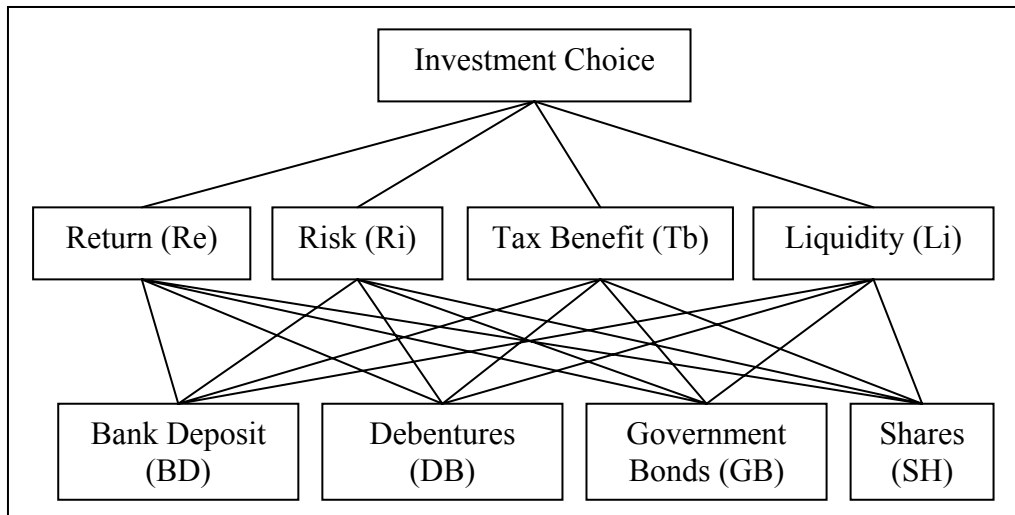 Investment Choice
Return (Re)
Risk (Ri)
Tax Benefit (Tb)
Liquidity (Li)
Bank Deposit
(BD)
Debentures
(DB)
Government
Bonds (GB)
Shares
(SH)